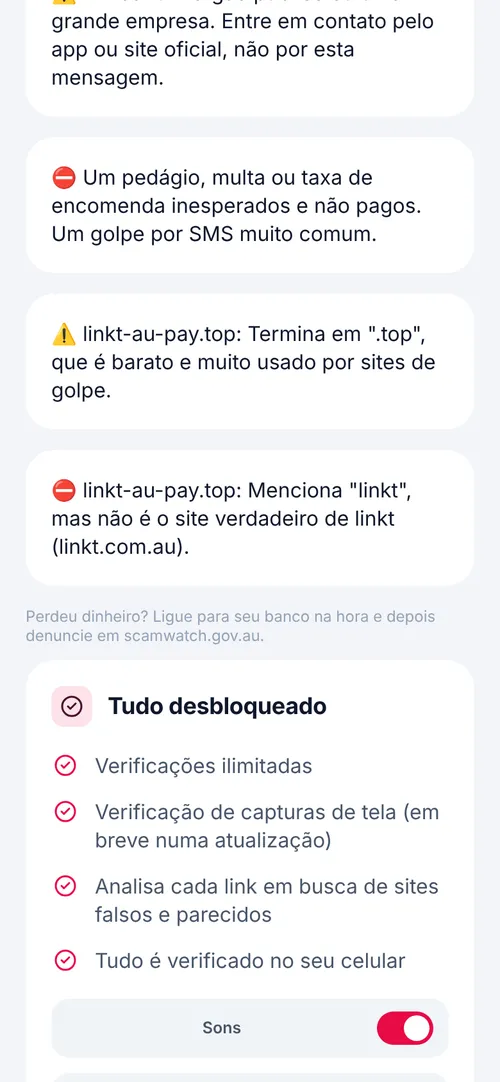 grande empresa. Entre em contato pelo
app ou site oficial, não por esta
mensagem.
⛔ Um pedágio, multa ou taxa de
encomenda inesperados e não pagos.
Um golpe por SMS muito comum.
⚠️ linkt-au-pay.top: Termina em ".top",
que é barato e muito usado por sites de
golpe.
⛔ linkt-au-pay.top: Menciona "linkt",
mas não é o site verdadeiro de linkt
(linkt.com.au).
Perdeu dinheiro? Ligue para seu banco na hora e depois
denuncie em scamwatch.gov.au.
Tudo desbloqueado
Verificações ilimitadas
Verificação de capturas de tela (em
breve numa atualização)
Analisa cada link em busca de sites
falsos e parecidos
Tudo é verificado no seu celular
Sons